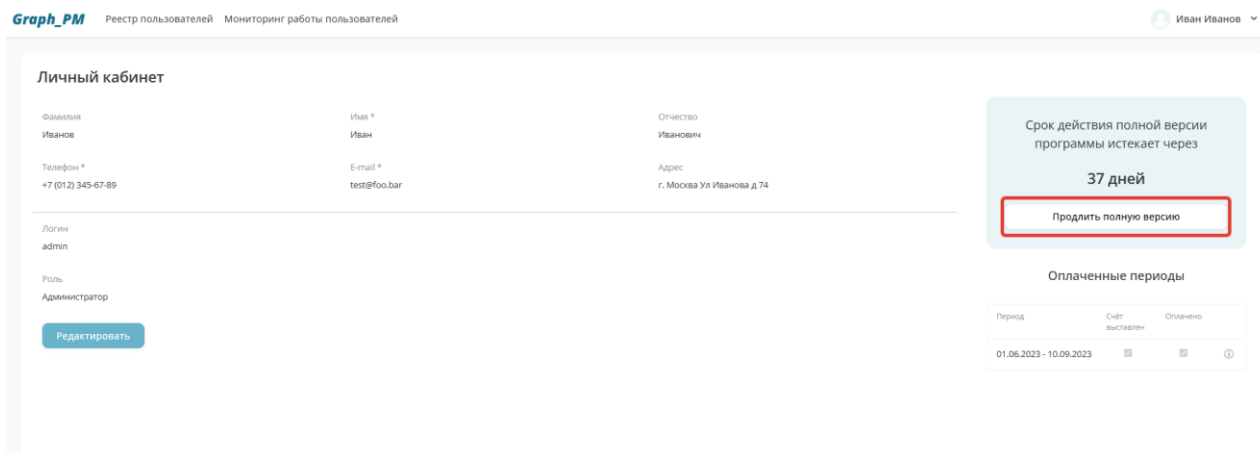 Graph_PM Реестр пользователей Мониторинг работы пользователей Иван Иванов
Личный кабинет
Фамилия Имя * Отчество
Иванов Иван Иванович
Телефон * E-mail * Адрес
+7 (012) 345-67-89 test@foo.bar г. Москва Ул Иванова д 74
Логин
admin
Роль
Администратор
Редактировать
Срок действия полной версии
программы истекает через
37 дней
Продлить полную версию
Оплаченные периоды
Период Счёт выставлен Оплачено
01.06.2023 - 10.09.2023